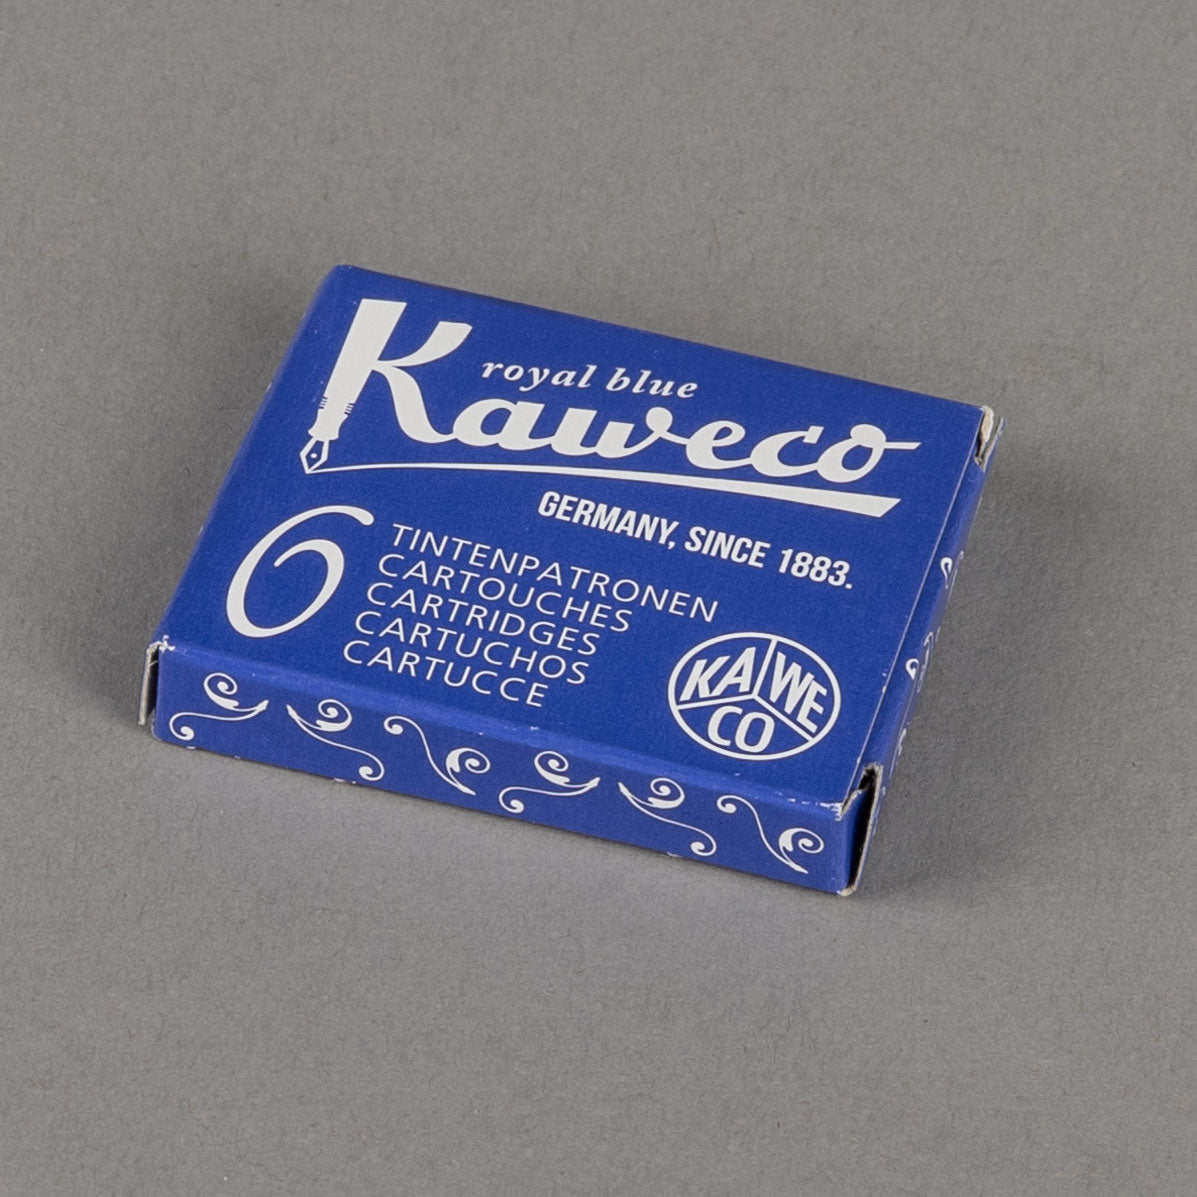 royal blue
Kaweco
GERMANY, SINCE 1883.
6
TINTENPATRONEN
CARTOUCHES
CARTRIDGES
CARTUCHOS
CARTUCCE
KA WE
CO